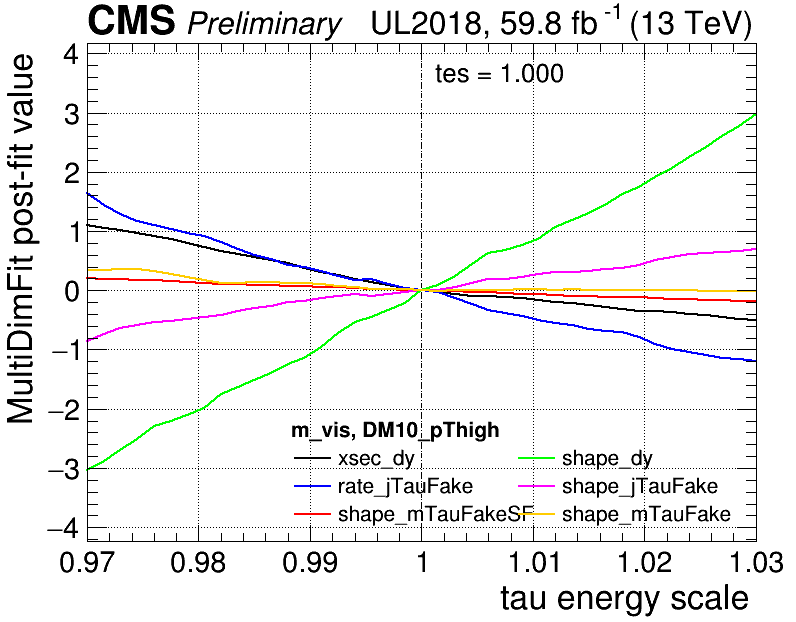 CMS Preliminary UL2018, 59.8 fb⁻¹ (13 TeV)
MultiDimFit post-fit value
4
3
2
1
0
−1
−2
−3
−4
tes = 1.000
m_vis, DM10_pThigh
xsec_dy shape_dy
rate_jTauFake shape_jTauFake
shape_mTauFakeSF shape_mTauFake
0.97 0.98 0.99 1 1.01 1.02 1.03
tau energy scale